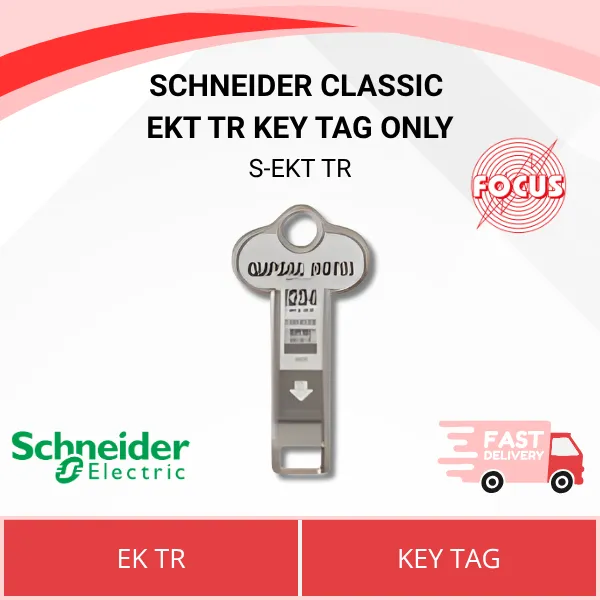 SCHNEIDER CLASSIC
EKT TR KEY TAG ONLY
S-EKT TR
FOCUS
Schneider
Electric
FAST
DELIVERY
EK TR
KEY TAG